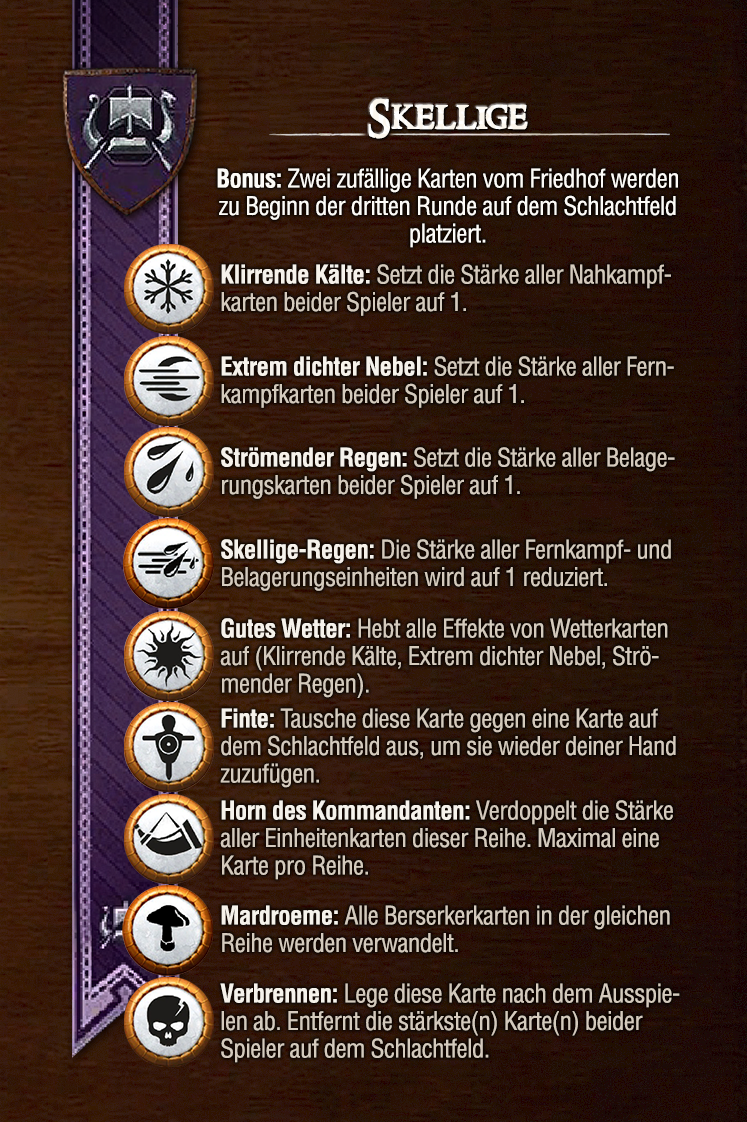 SKELLIGE
Bonus: Zwei zufällige Karten vom Friedhof werden
zu Beginn der dritten Runde auf dem Schlachtfeld
platziert.
Klirrende Kälte: Setzt die Stärke aller Nahkampf-
karten beider Spieler auf 1.
Extrem dichter Nebel: Setzt die Stärke aller Fern-
kampfkarten beider Spieler auf 1.
Strömender Regen: Setzt die Stärke aller Belage-
rungskarten beider Spieler auf 1.
Skellige-Regen: Die Stärke aller Fernkampf- und
Belagerungseinheiten wird auf 1 reduziert.
Gutes Wetter: Hebt alle Effekte von Wetterkarten
auf (Klirrende Kälte, Extrem dichter Nebel, Strö-
mender Regen).
Finte: Tausche diese Karte gegen eine Karte auf
dem Schlachtfeld aus, um sie wieder deiner Hand
zuzufügen.
Horn des Kommandanten: Verdoppelt die Stärke
aller Einheitenkarten dieser Reihe. Maximal eine
Karte pro Reihe.
Mardroeme: Alle Berserkerkarten in der gleichen
Reihe werden verwandelt.
Verbrennen: Lege diese Karte nach dem Ausspie-
len ab. Entfernt die stärkste(n) Karte(n) beider
Spieler auf dem Schlachtfeld.